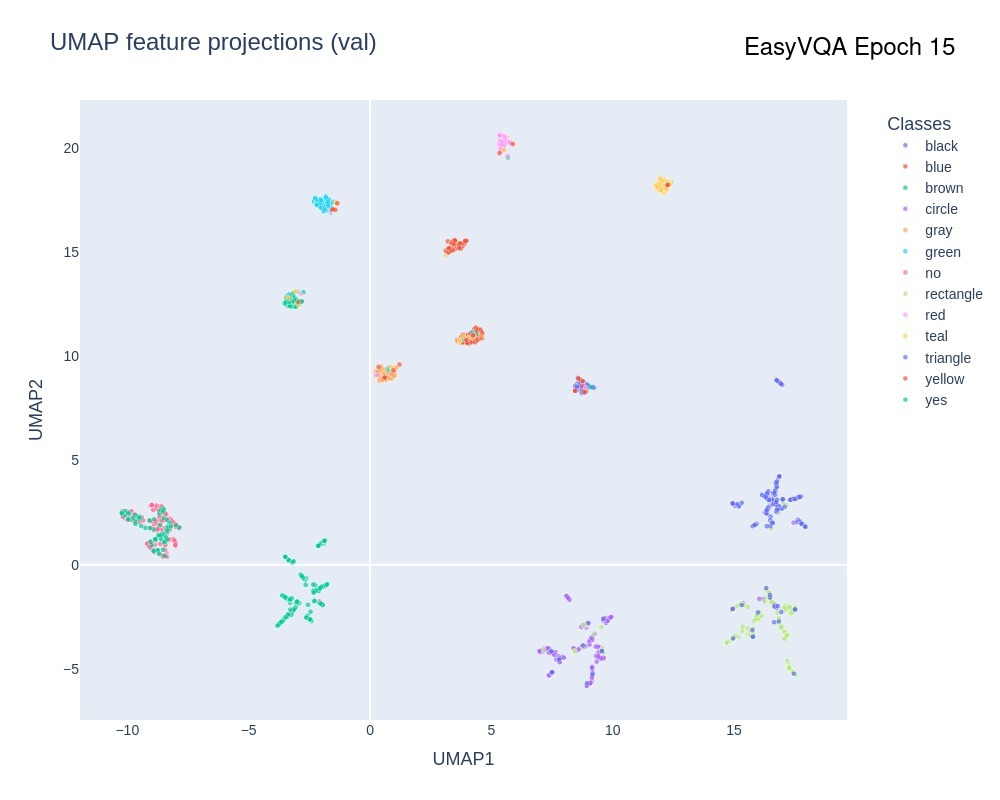 UMAP feature projections (val)
EasyVQA Epoch 15
Classes
black
blue
brown
circle
gray
green
no
rectangle
red
teal
triangle
yellow
yes
20
15
10
5
0
−5
UMAP2
−10
−5
0
5
10
15
UMAP1